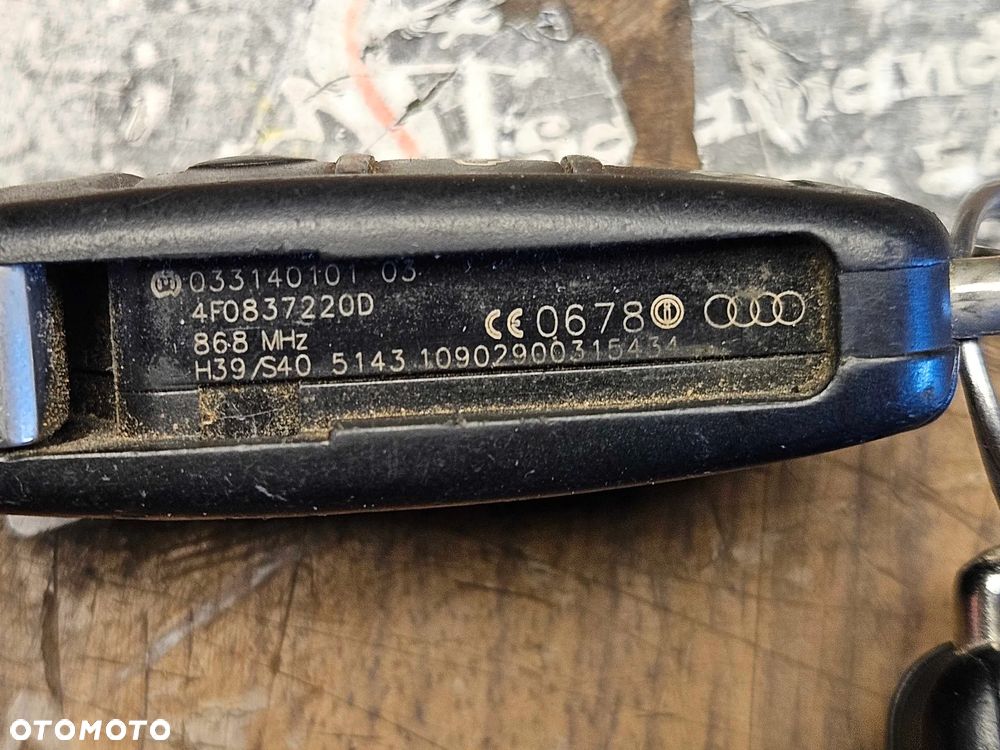 033140101 03
4F0837220D
868 MHz
CE 0678
H39/S40 5143 10902900315434
OTOMOTO